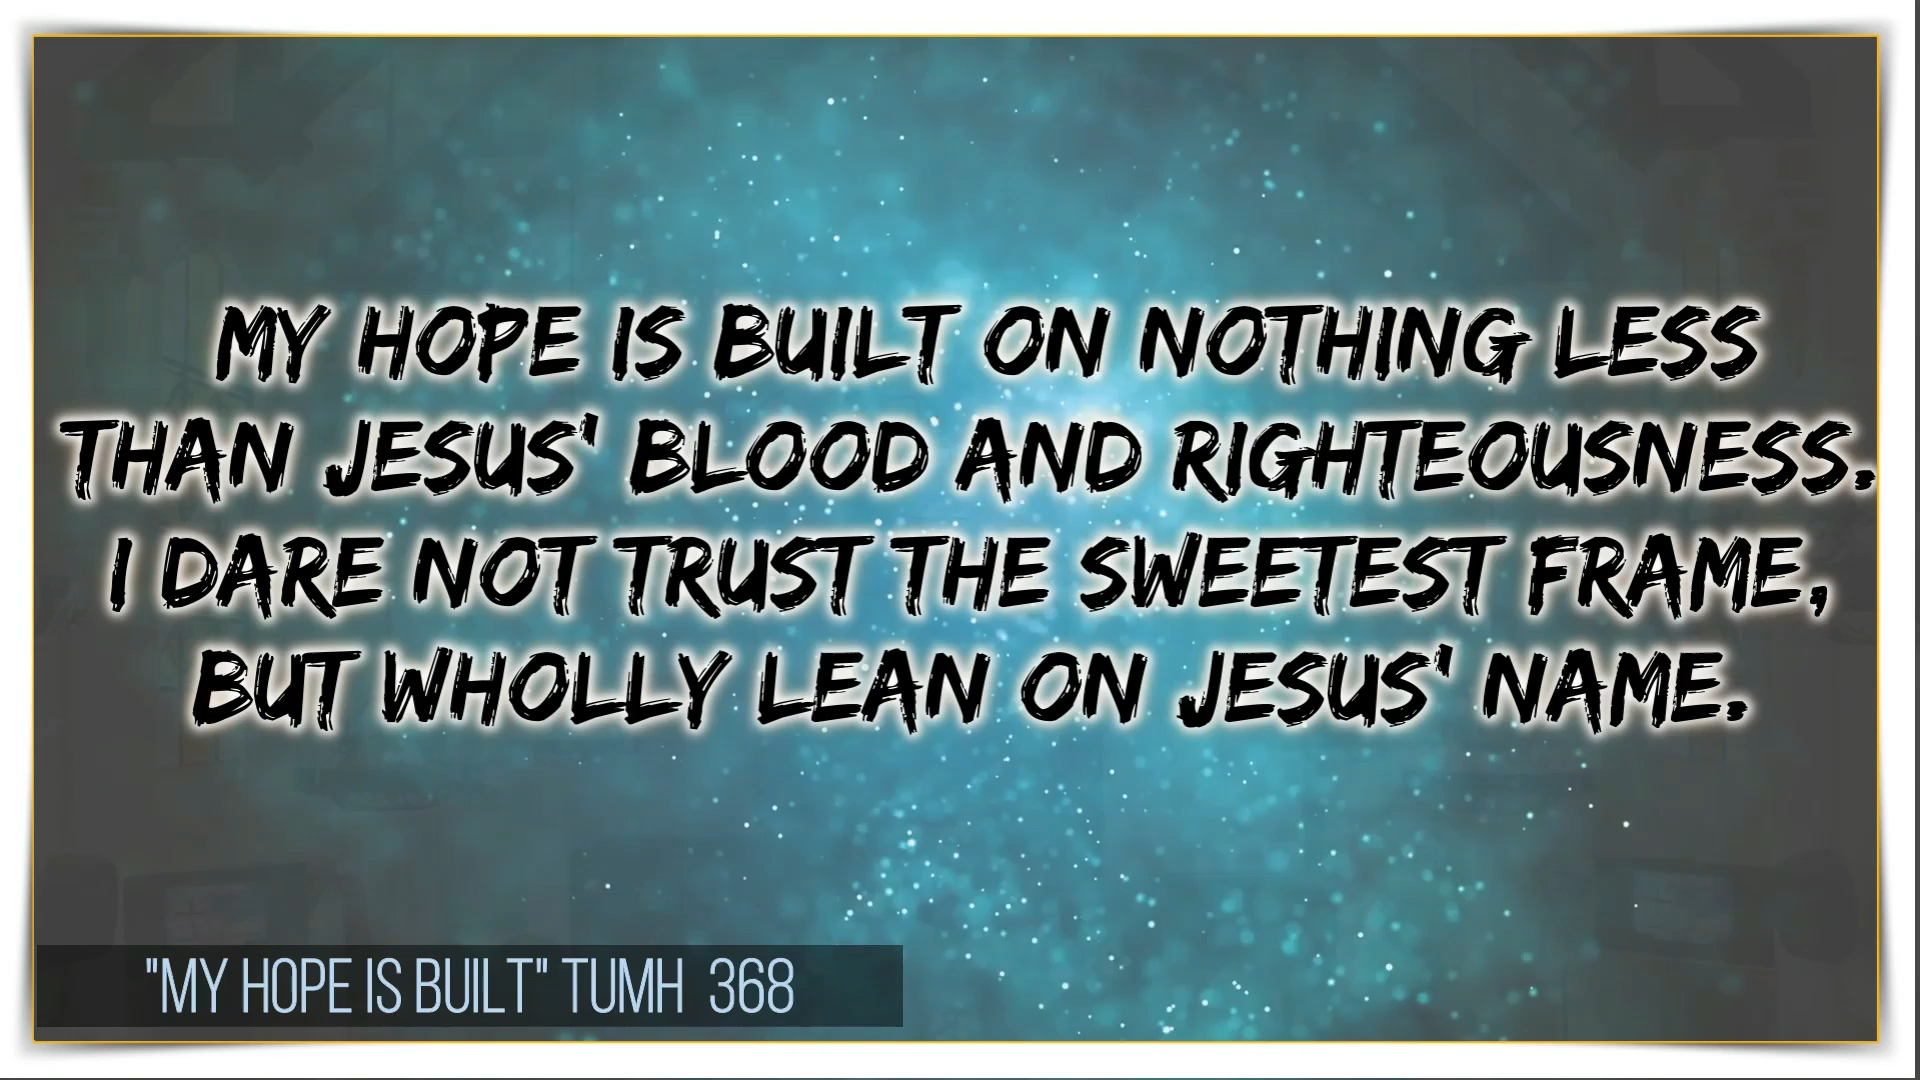 MY HOPE IS BUILT ON NOTHING LESS
THAN JESUS' BLOOD AND RIGHTEOUSNESS.
I DARE NOT TRUST THE SWEETEST FRAME,
BUT WHOLLY LEAN ON JESUS' NAME.
"MY HOPE IS BUILT" TUMH 368